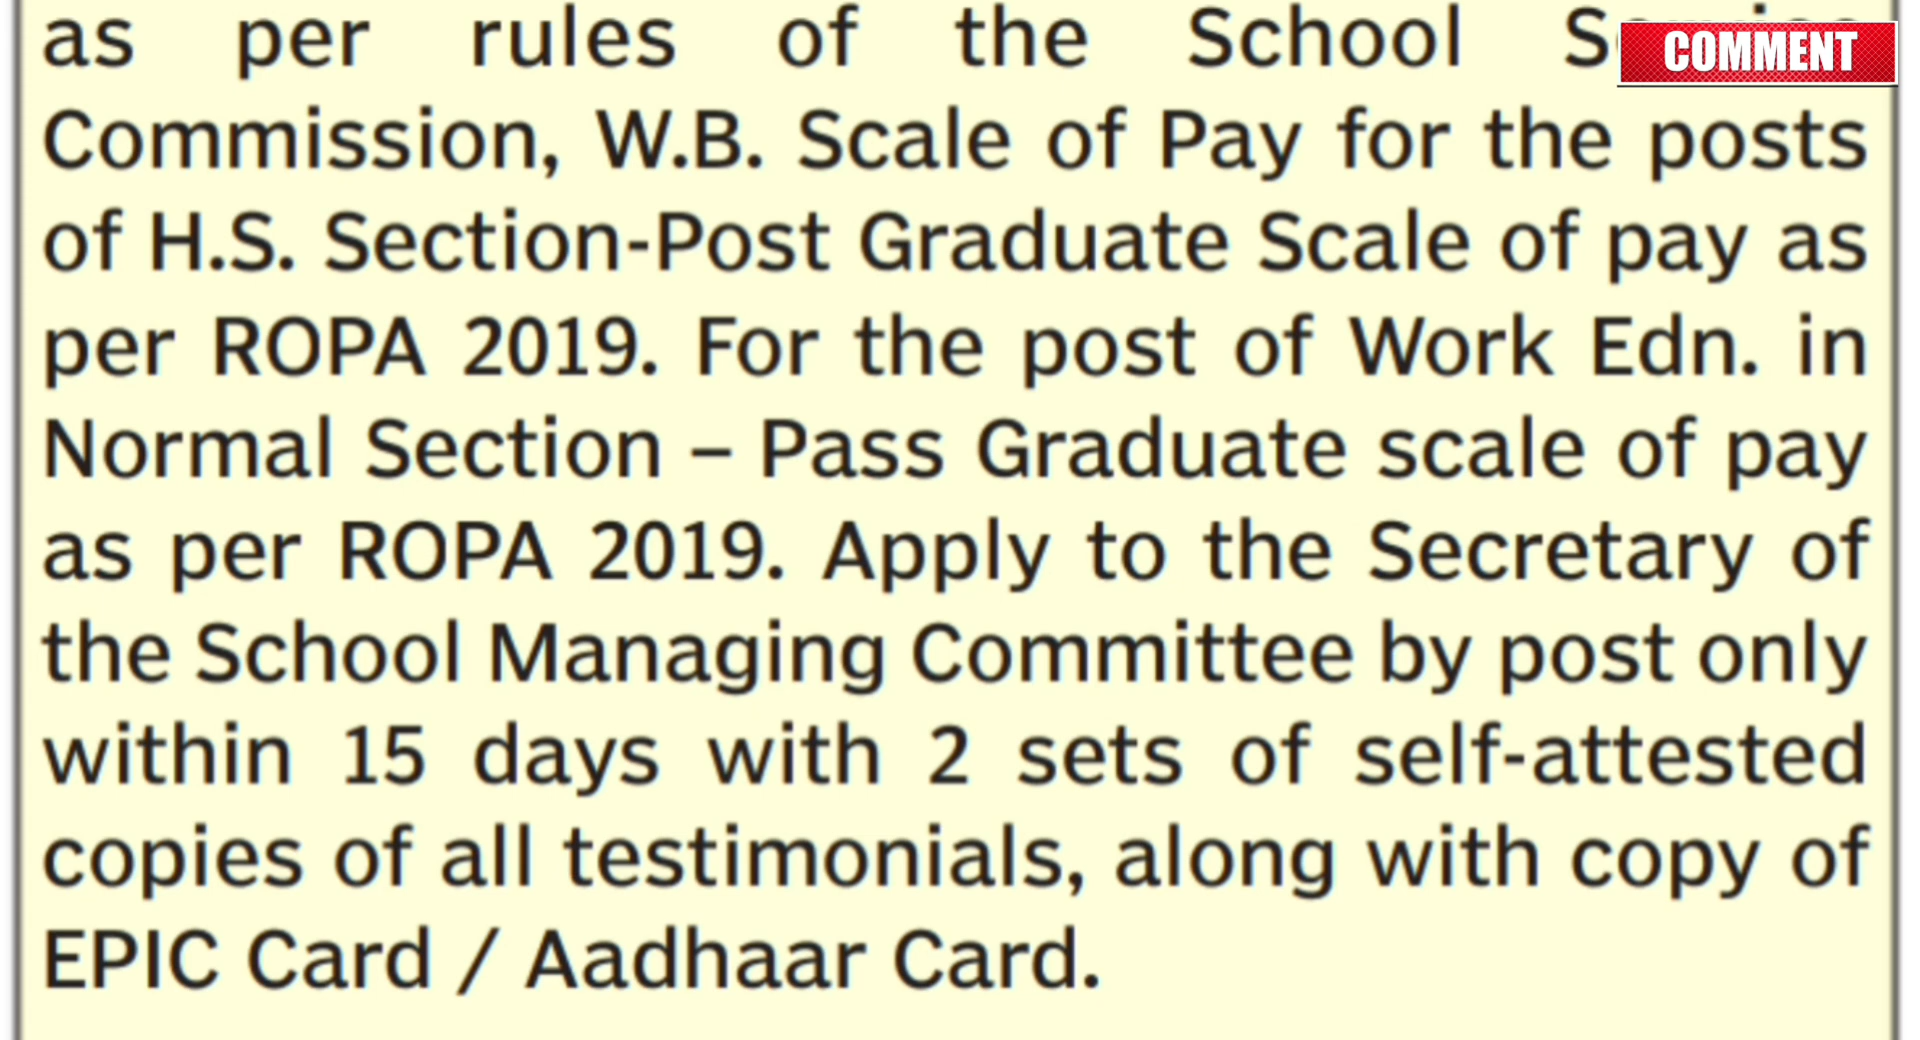 as per rules of the School
COMMENT
Commission, W.B. Scale of Pay for the posts
of H.S. Section-Post Graduate Scale of pay as
per ROPA 2019. For the post of Work Edn. in
Normal Section – Pass Graduate scale of pay
as per ROPA 2019. Apply to the Secretary of
the School Managing Committee by post only
within 15 days with 2 sets of self-attested
copies of all testimonials, along with copy of
EPIC Card / Aadhaar Card.